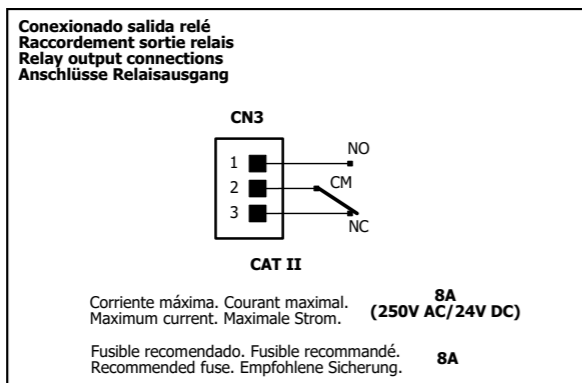 Conexionado salida relé
Raccordement sortie relais
Relay output connections
Anschlüsse Relaisausgang
CN3
1 NO
2 CM
3 NC
CAT II
Corriente máxima. Courant maximal.
Maximum current. Maximale Strom.
8A
(250V AC/24V DC)
Fusible recomendado. Fusible recommandé.
Recommended fuse. Empfohlene Sicherung.
8A